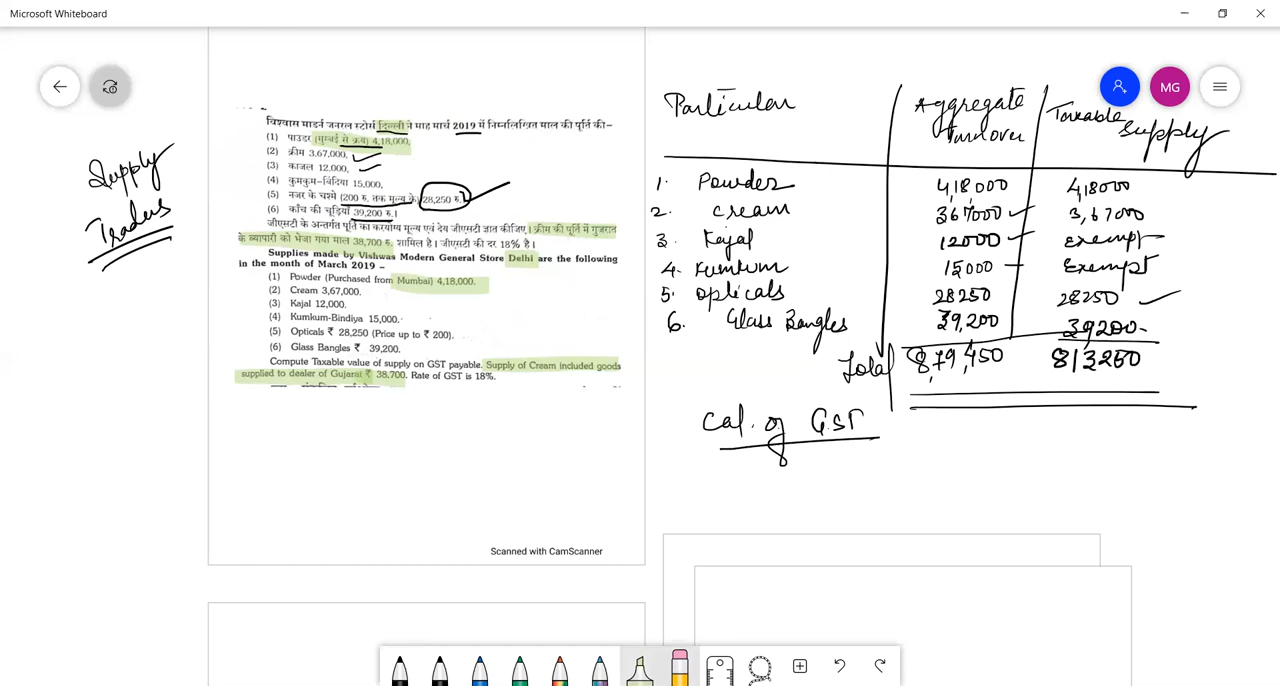 Microsoft Whiteboard
MG
Supply
Traders
विश्वास मार्डन जनरल स्टोर्स दिल्ली ने माह मार्च 2019 में निम्नलिखित माल की पूर्ति की-
(1) पाउडर (मुम्बई से क्रय) 4,18,000,
(2) क्रीम 3,67,000,
(3) काजल 12,000,
(4) कुमकुम-बिंदिया 15,000,
(5) नजर के चश्मे (200 रु. तक मूल्य के) 28,250 रु.,
(6) काँच की चूड़ियाँ 39,200 रु.।
जीएसटी के अन्तर्गत पूर्ति का करयोग्य मूल्य एवं देय जीएसटी ज्ञात कीजिए। क्रीम की पूर्ति में गुजरात
के व्यापारी को भेजा गया माल 38,700 रु. शामिल है। जीएसटी की दर 18% है।
Supplies made by Vishwas Modern General Store Delhi are the following
in the month of March 2019 –
(1) Powder (Purchased from Mumbai) 4,18,000.
(2) Cream 3,67,000.
(3) Kajal 12,000.
(4) Kumkum-Bindiya 15,000.
(5) Opticals ₹ 28,250 (Price up to ₹ 200).
(6) Glass Bangles ₹ 39,200.
Compute Taxable value of supply on GST payable. Supply of Cream included goods
supplied to dealer of Gujarat ₹ 38,700. Rate of GST is 18%.
Scanned with CamScanner
Particular Aggregate Turnover Taxable Supply
1. Powder 4,18,000 4,18000
2. Cream 367000 3,67000
3. Kajal 12000 Exempt
4. Kumkum 15000 Exempt
5. Opticals 28250 28250
6. Glass Bangles 39,200 39200
Total 8,79,450 813250
Cal. of GST